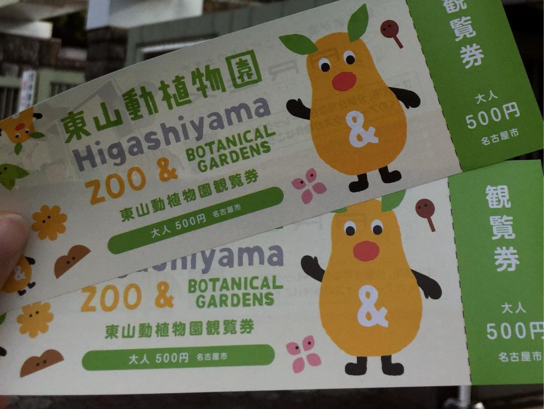 東山動植物園
Higashiyama
ZOO & BOTANICAL
GARDENS
東山動植物園観覧券
大人 500円 名古屋市
&
観覧券
大人
500円
名古屋市
ZOO & BOTANICAL
GARDENS
東山動植物園観覧券
大人 500円 名古屋市
&
観覧券
大人
500円
名古屋市